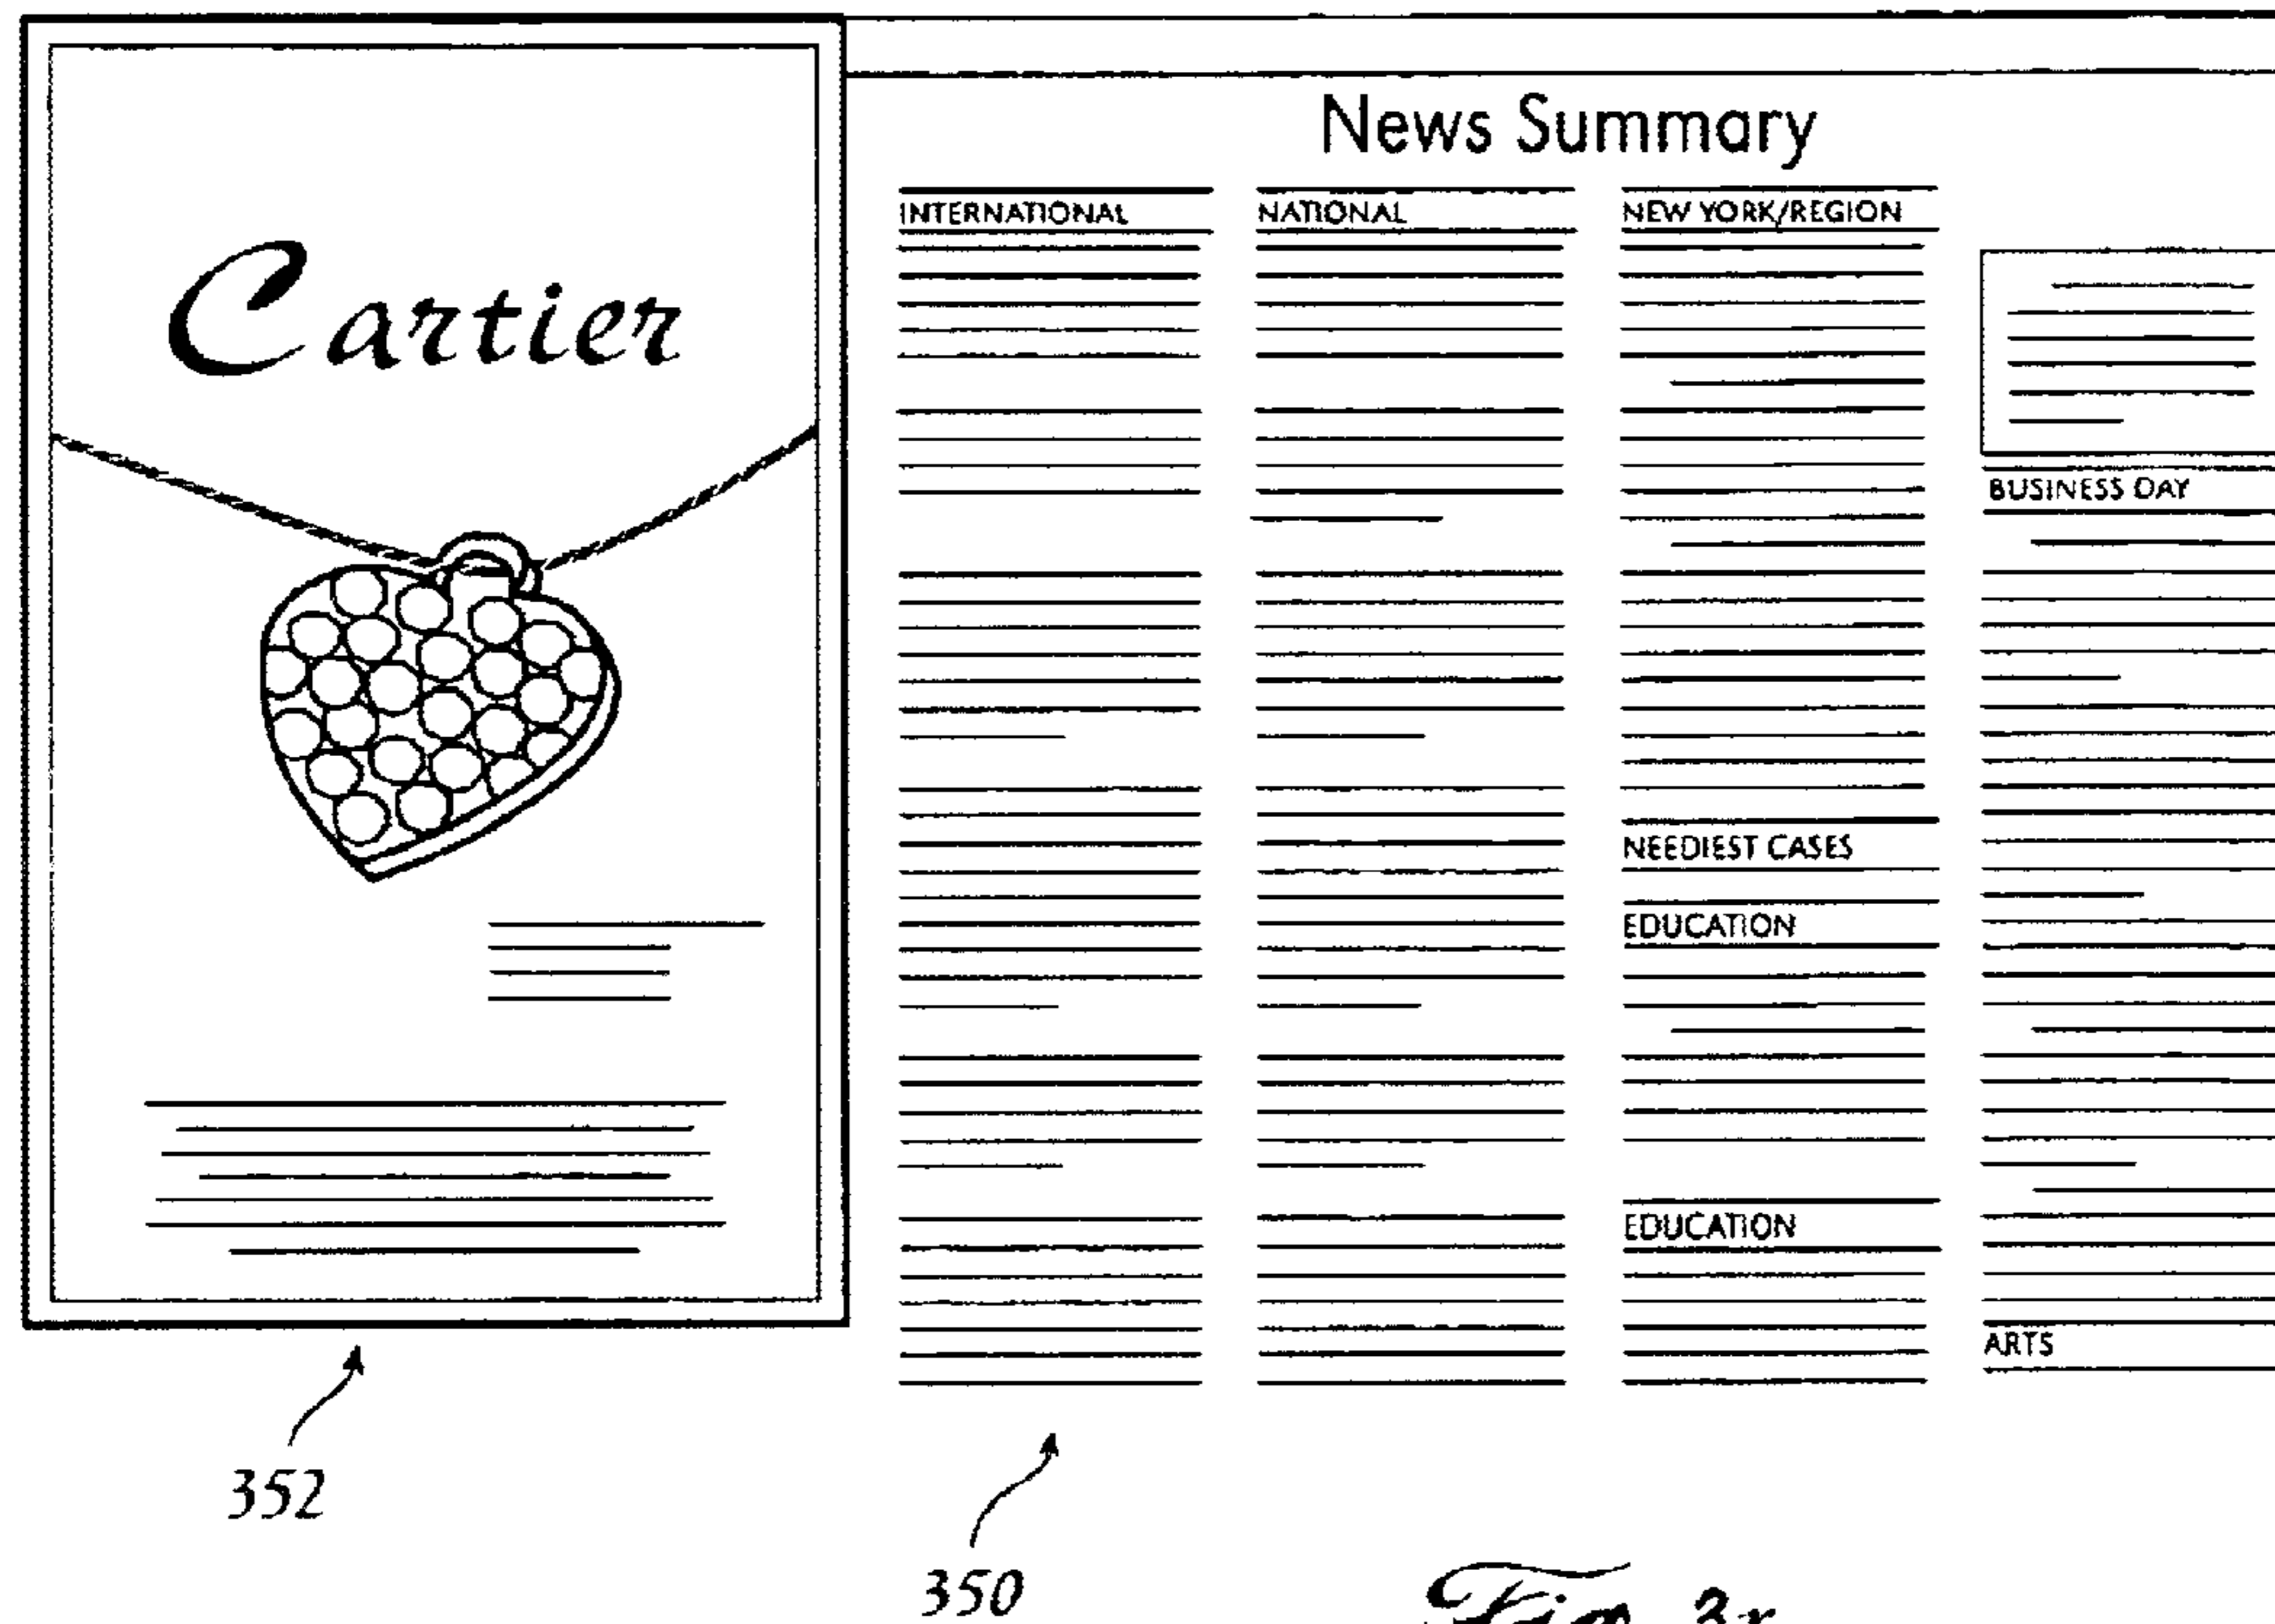 Cartier
News Summary
INTERNATIONAL
NATIONAL
NEW YORK/REGION
NEEDIEST CASES
EDUCATION
EDUCATION
BUSINESS DAY
ARTS
352
350